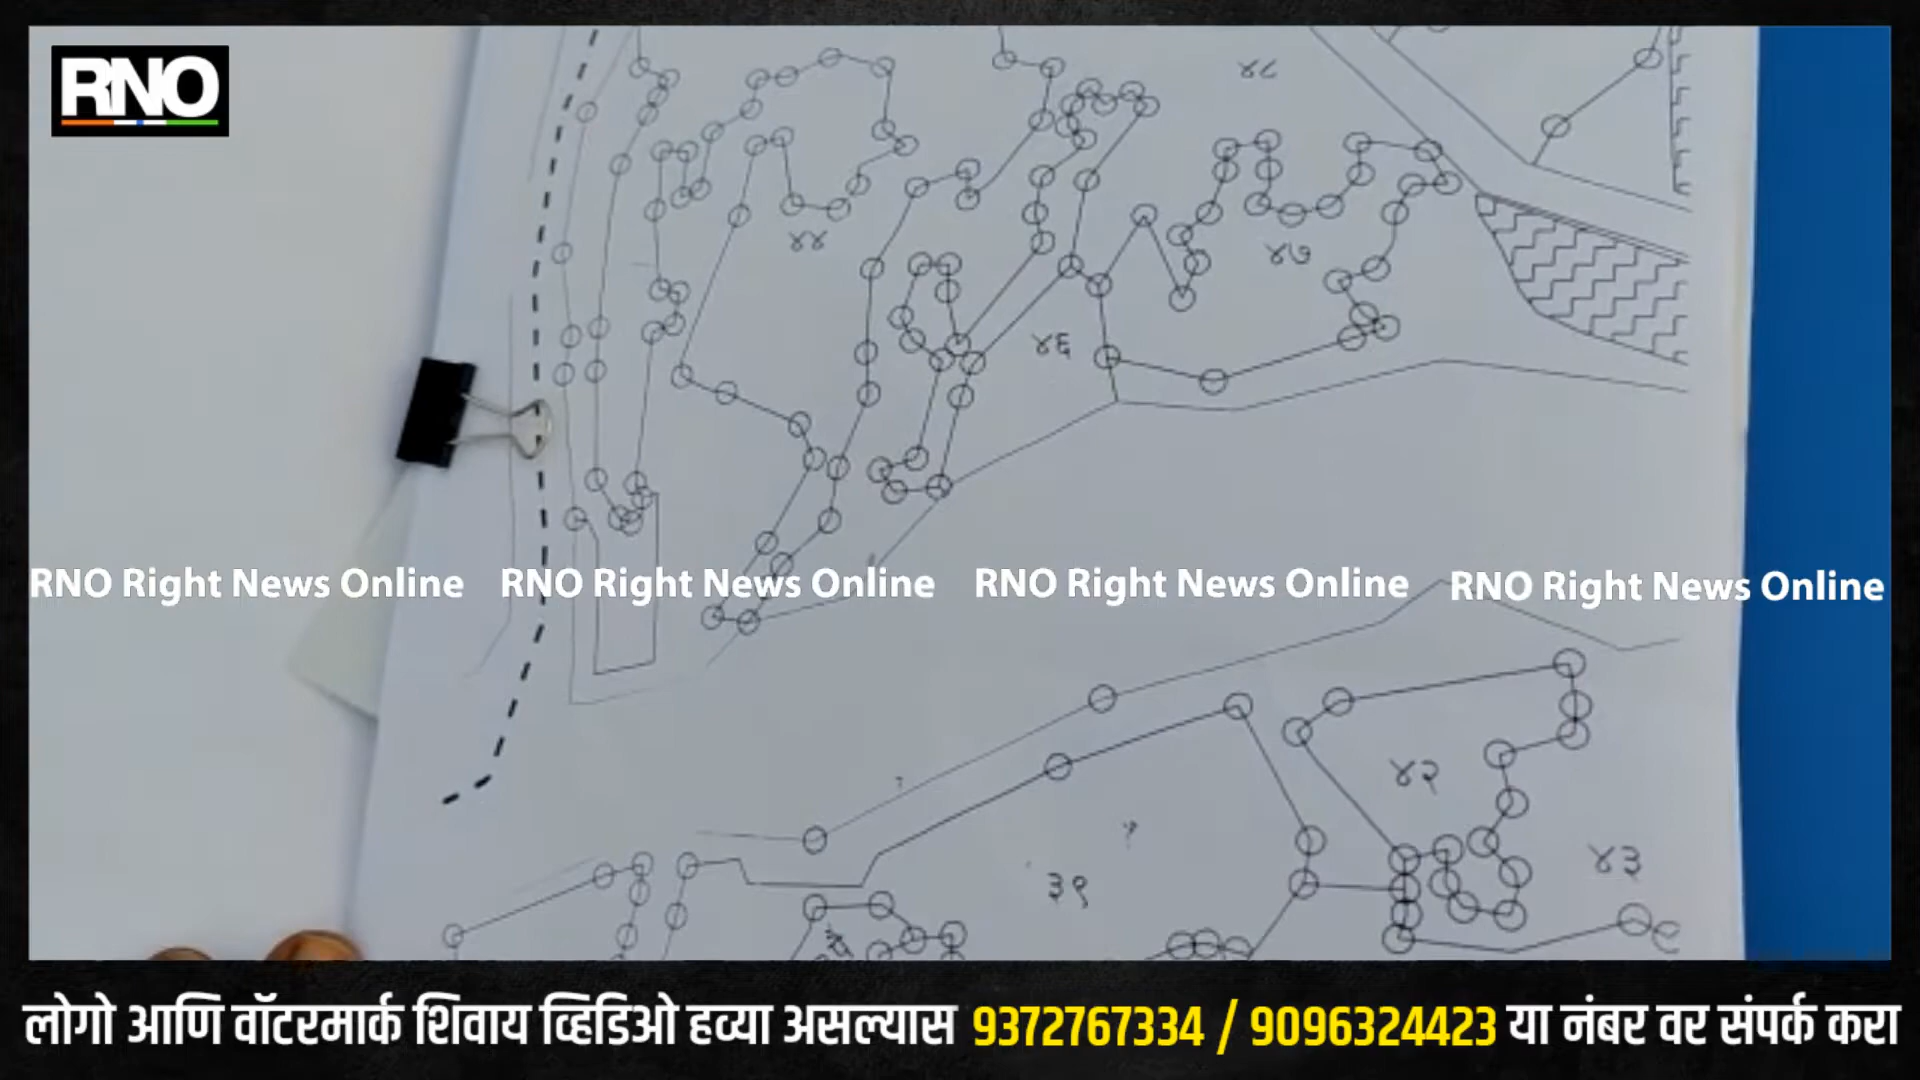 RNO
४८
४४
४७
४६
RNO Right News Online RNO Right News Online RNO Right News Online RNO Right News Online
४२
४३
३९
लोगो आणि वॉटरमार्क शिवाय व्हिडिओ हव्या असल्यास 9372767334 / 9096324423 या नंबर वर संपर्क करा